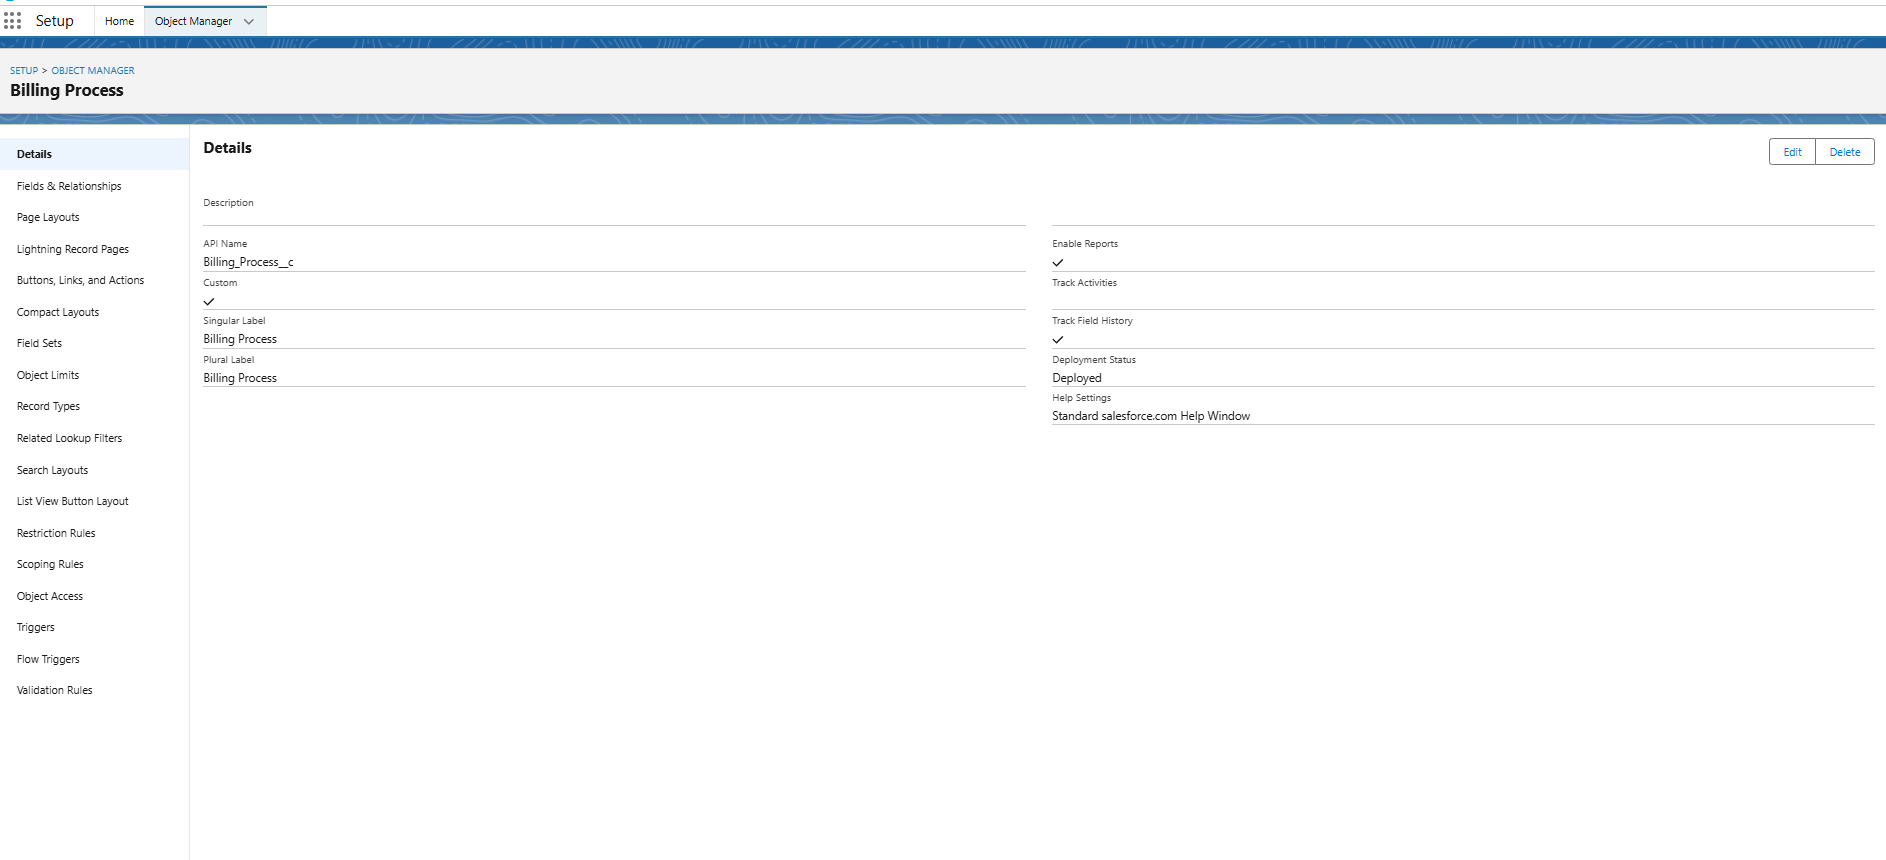 Setup
Home
Object Manager
SETUP > OBJECT MANAGER
Billing Process
Details
Fields & Relationships
Page Layouts
Lightning Record Pages
Buttons, Links, and Actions
Compact Layouts
Field Sets
Object Limits
Record Types
Related Lookup Filters
Search Layouts
List View Button Layout
Restriction Rules
Scoping Rules
Object Access
Triggers
Flow Triggers
Validation Rules
Details
Edit
Delete
Description
API Name
Billing_Process__c
Custom
Singular Label
Billing Process
Plural Label
Billing Process
Enable Reports
Track Activities
Track Field History
Deployment Status
Deployed
Help Settings
Standard salesforce.com Help Window